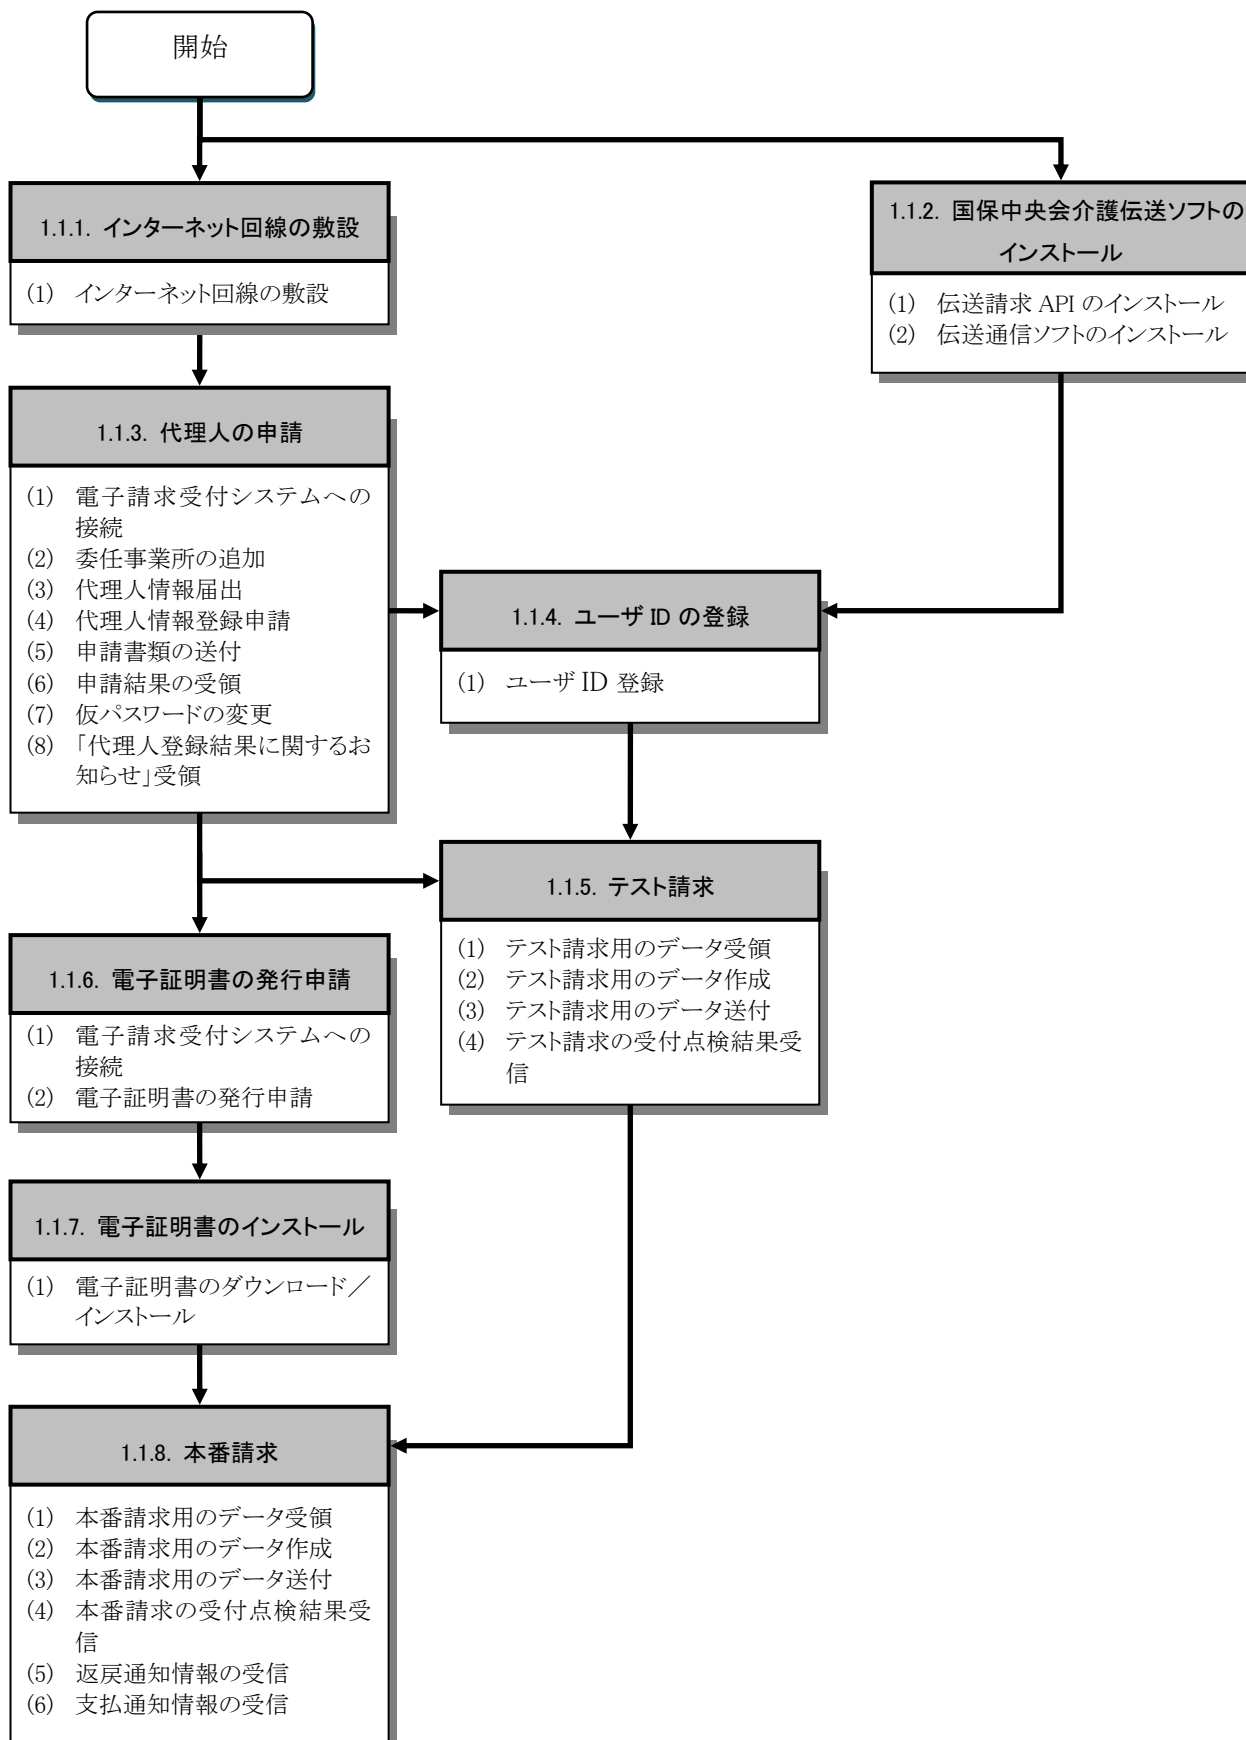 開始
1.1.1. インターネット回線の敷設
(1) インターネット回線の敷設
1.1.2. 国保中央会介護伝送ソフトの
インストール
(1) 伝送請求 API のインストール
(2) 伝送通信ソフトのインストール
1.1.3. 代理人の申請
(1) 電子請求受付システムへの
接続
(2) 委任事業所の追加
(3) 代理人情報届出
(4) 代理人情報登録申請
(5) 申請書類の送付
(6) 申請結果の受領
(7) 仮パスワードの変更
(8) 「代理人登録結果に関するお
知らせ」受領
1.1.4. ユーザ ID の登録
(1) ユーザ ID 登録
1.1.5. テスト請求
(1) テスト請求用のデータ受領
(2) テスト請求用のデータ作成
(3) テスト請求用のデータ送付
(4) テスト請求の受付点検結果受
信
1.1.6. 電子証明書の発行申請
(1) 電子請求受付システムへの
接続
(2) 電子証明書の発行申請
1.1.7. 電子証明書のインストール
(1) 電子証明書のダウンロード／
インストール
1.1.8. 本番請求
(1) 本番請求用のデータ受領
(2) 本番請求用のデータ作成
(3) 本番請求用のデータ送付
(4) 本番請求の受付点検結果受
信
(5) 返戻通知情報の受信
(6) 支払通知情報の受信